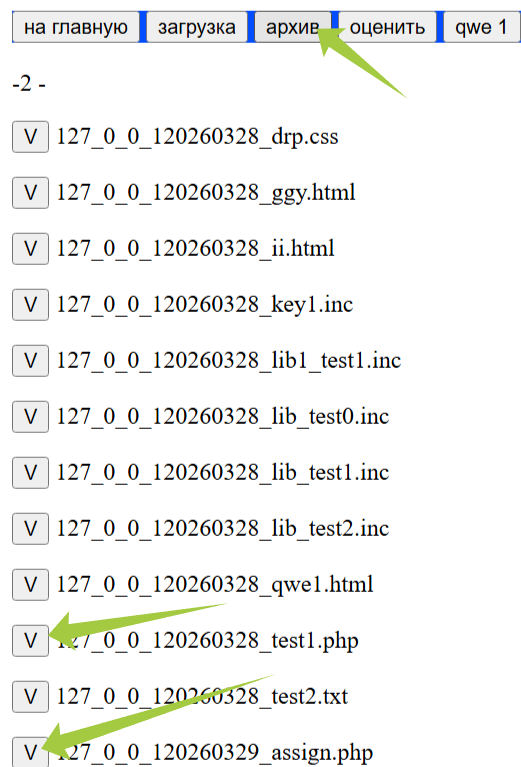 на главную загрузка архив оценить qwe 1
-2 -
V 127_0_0_120260328_drp.css
V 127_0_0_120260328_ggy.html
V 127_0_0_120260328_ii.html
V 127_0_0_120260328_key1.inc
V 127_0_0_120260328_lib1_test1.inc
V 127_0_0_120260328_lib_test0.inc
V 127_0_0_120260328_lib_test1.inc
V 127_0_0_120260328_lib_test2.inc
V 127_0_0_120260328_qwe1.html
V 127_0_0_120260328_test1.php
V 127_0_0_120260328_test2.txt
V 127_0_0_120260329_assign.php